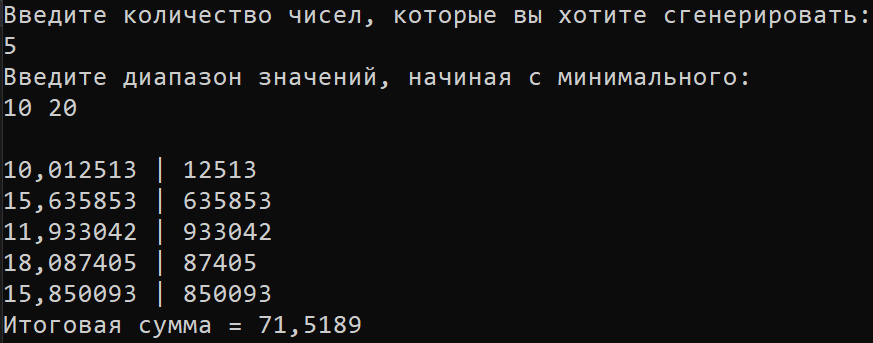 Введите количество чисел, которые вы хотите сгенерировать:
5
Введите диапазон значений, начиная с минимального:
10 20
10,012513 | 12513
15,635853 | 635853
11,933042 | 933042
18,087405 | 87405
15,850093 | 850093
Итоговая сумма = 71,5189